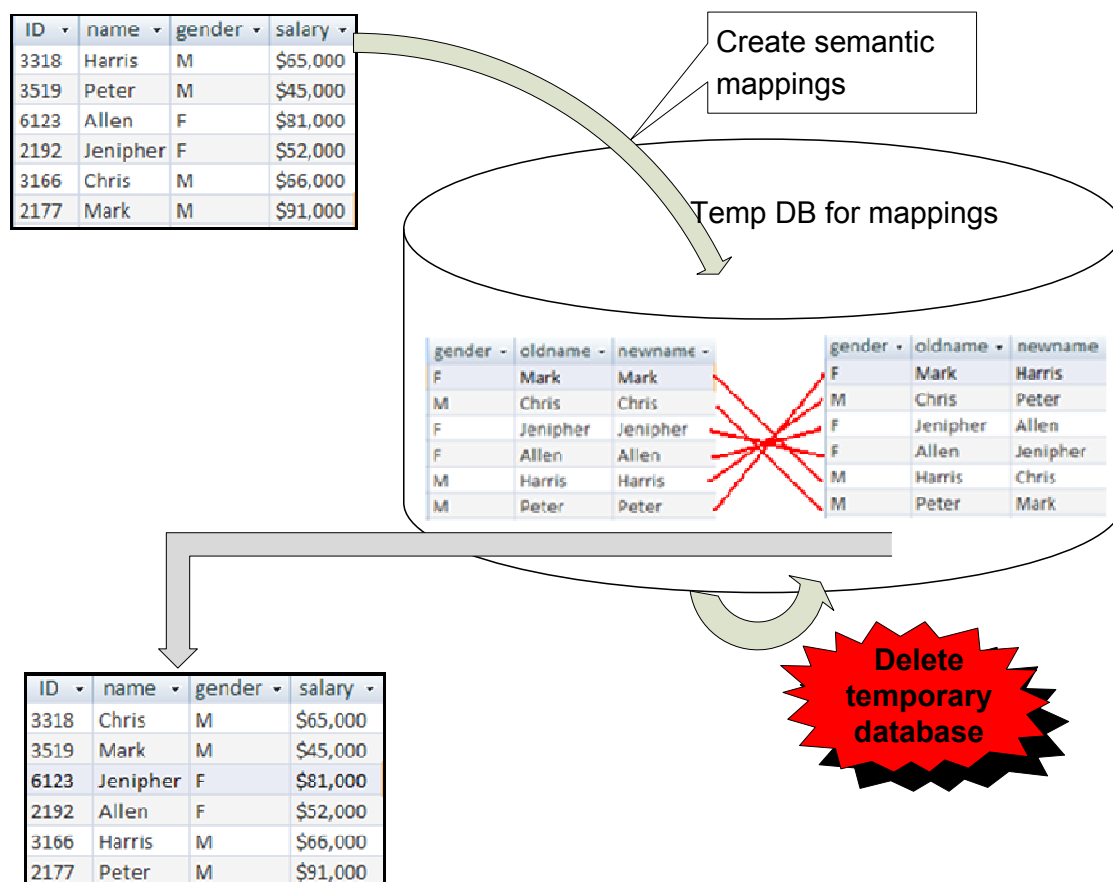 ID name gender salary
3318 Harris M $65,000
3519 Peter M $45,000
6123 Allen F $81,000
2192 Jenipher F $52,000
3166 Chris M $66,000
2177 Mark M $91,000
Create semantic
mappings
Temp DB for mappings
gender oldname newname
F Mark Mark
M Chris Chris
F Jenipher Jenipher
F Allen Allen
M Harris Harris
M Peter Peter
gender oldname newname
F Mark Harris
M Chris Peter
F Jenipher Allen
F Allen Jenipher
M Harris Chris
M Peter Mark
Delete
temporary
database
ID name gender salary
3318 Chris M $65,000
3519 Mark M $45,000
6123 Jenipher F $81,000
2192 Allen F $52,000
3166 Harris M $66,000
2177 Peter M $91,000